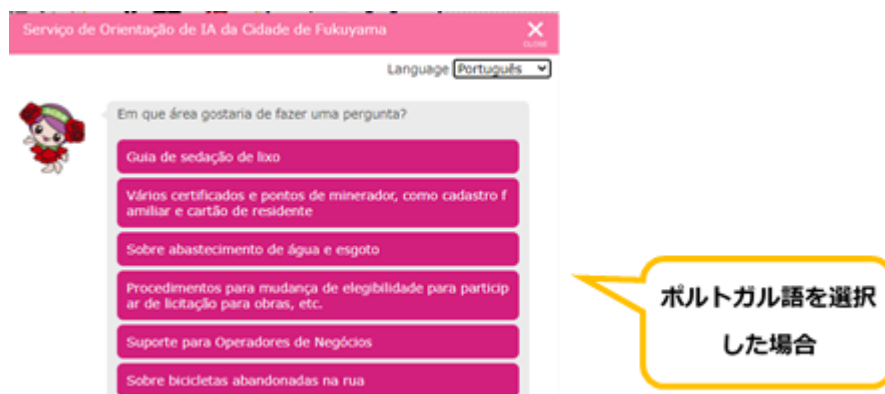 Serviço de Orientação de IA da Cidade de Fukuyama
CLOSE
Language Português
Em que área gostaria de fazer uma pergunta?
Guia de sedação de lixo
Vários certificados e pontos de minerador, como cadastro f
amiliar e cartão de residente
Sobre abastecimento de água e esgoto
Procedimentos para mudança de elegibilidade para particip
ar de licitação para obras, etc.
Suporte para Operadores de Negócios
Sobre bicicletas abandonadas na rua
ポルトガル語を選択
した場合